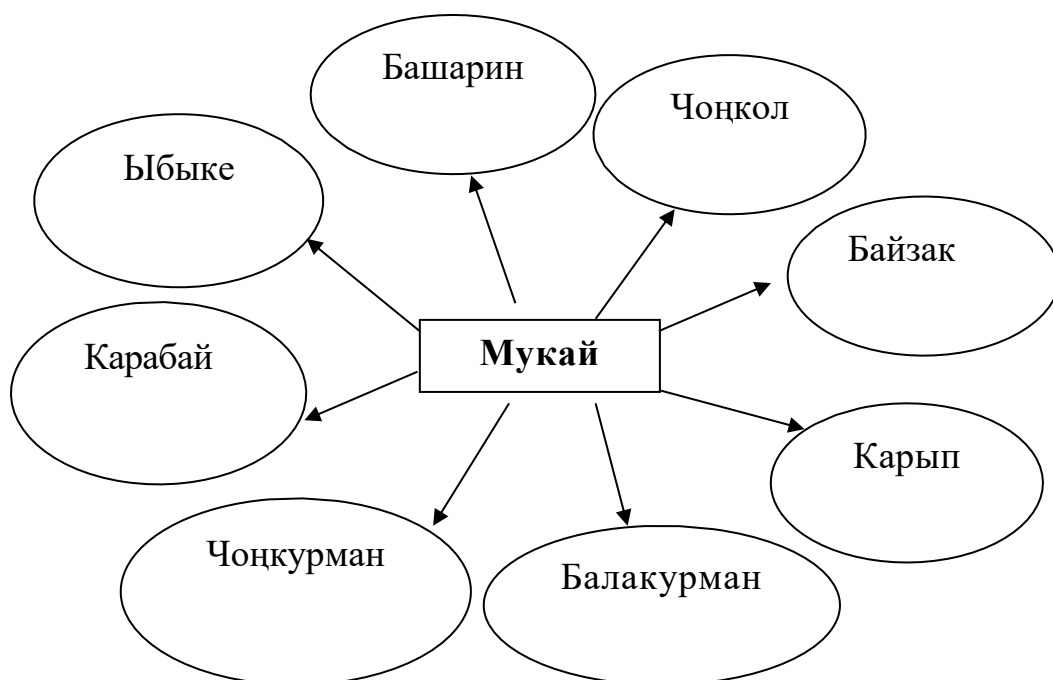 Башарин
Чоңкол
Ыбыке
Байзак
Мукай
Карабай
Карып
Чоңкурман
Балакурман